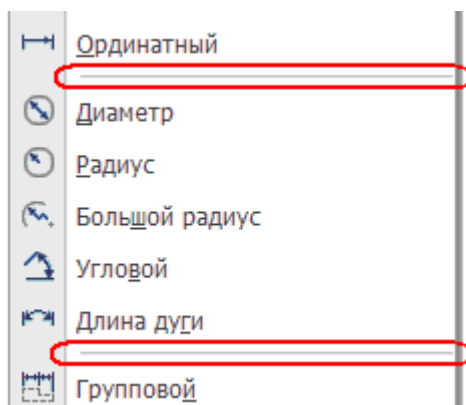 Ординатный
Диаметр
Радиус
Большой радиус
Угловой
Длина дуги
Групповой